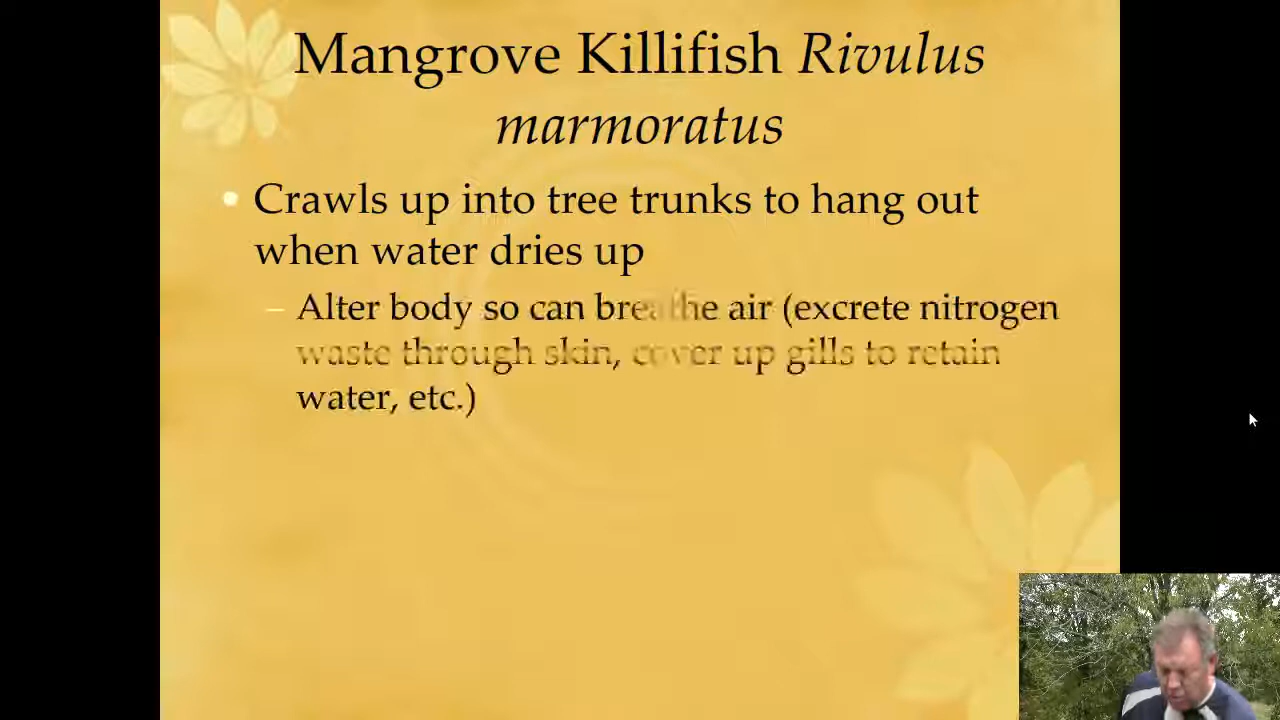 Mangrove Killifish Rivulus
marmoratus
• Crawls up into tree trunks to hang out
when water dries up
– Alter body so can breathe air (excrete nitrogen
waste through skin, cover up gills to retain
water, etc.)